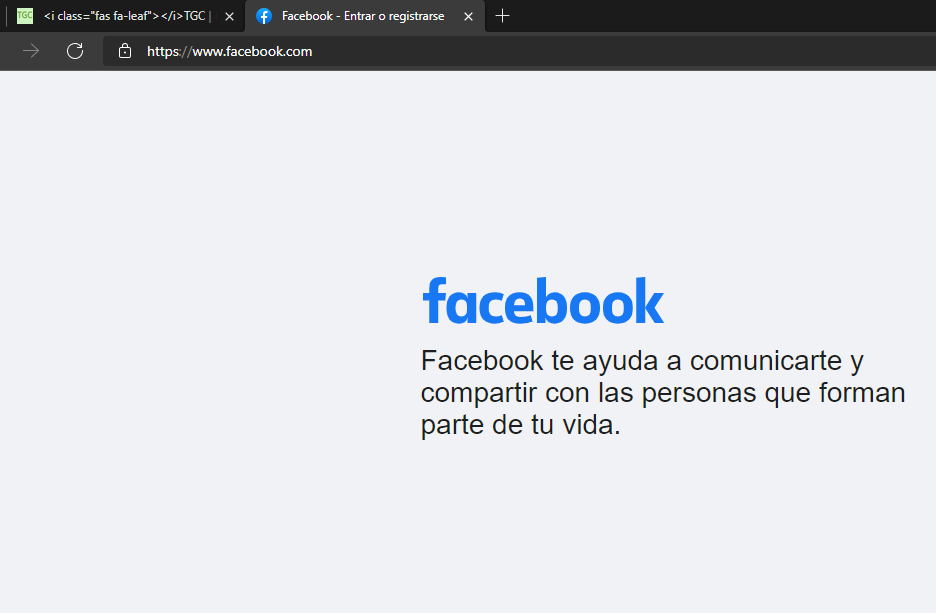 TGC
<i class="fas fa-leaf"></i>TGC |
Facebook - Entrar o registrarse
https://www.facebook.com
facebook
Facebook te ayuda a comunicarte y
compartir con las personas que forman
parte de tu vida.